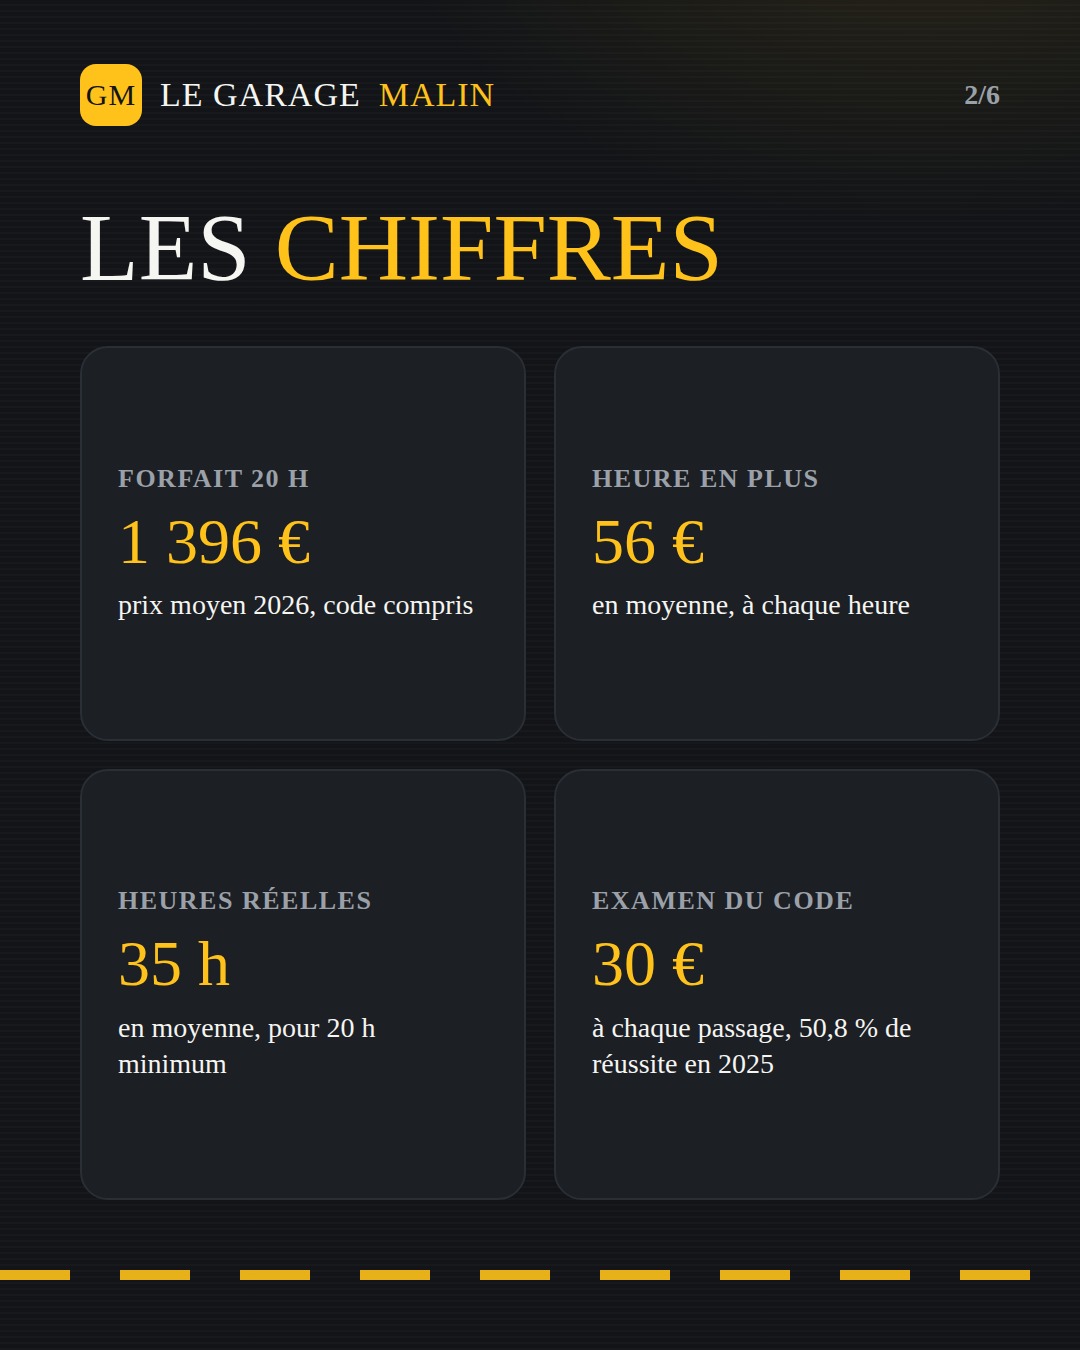 GM LE GARAGE MALIN
2/6
LES CHIFFRES
FORFAIT 20 H
1 396 €
prix moyen 2026, code compris
HEURE EN PLUS
56 €
en moyenne, à chaque heure
HEURES RÉELLES
35 h
en moyenne, pour 20 h
minimum
EXAMEN DU CODE
30 €
à chaque passage, 50,8 % de
réussite en 2025